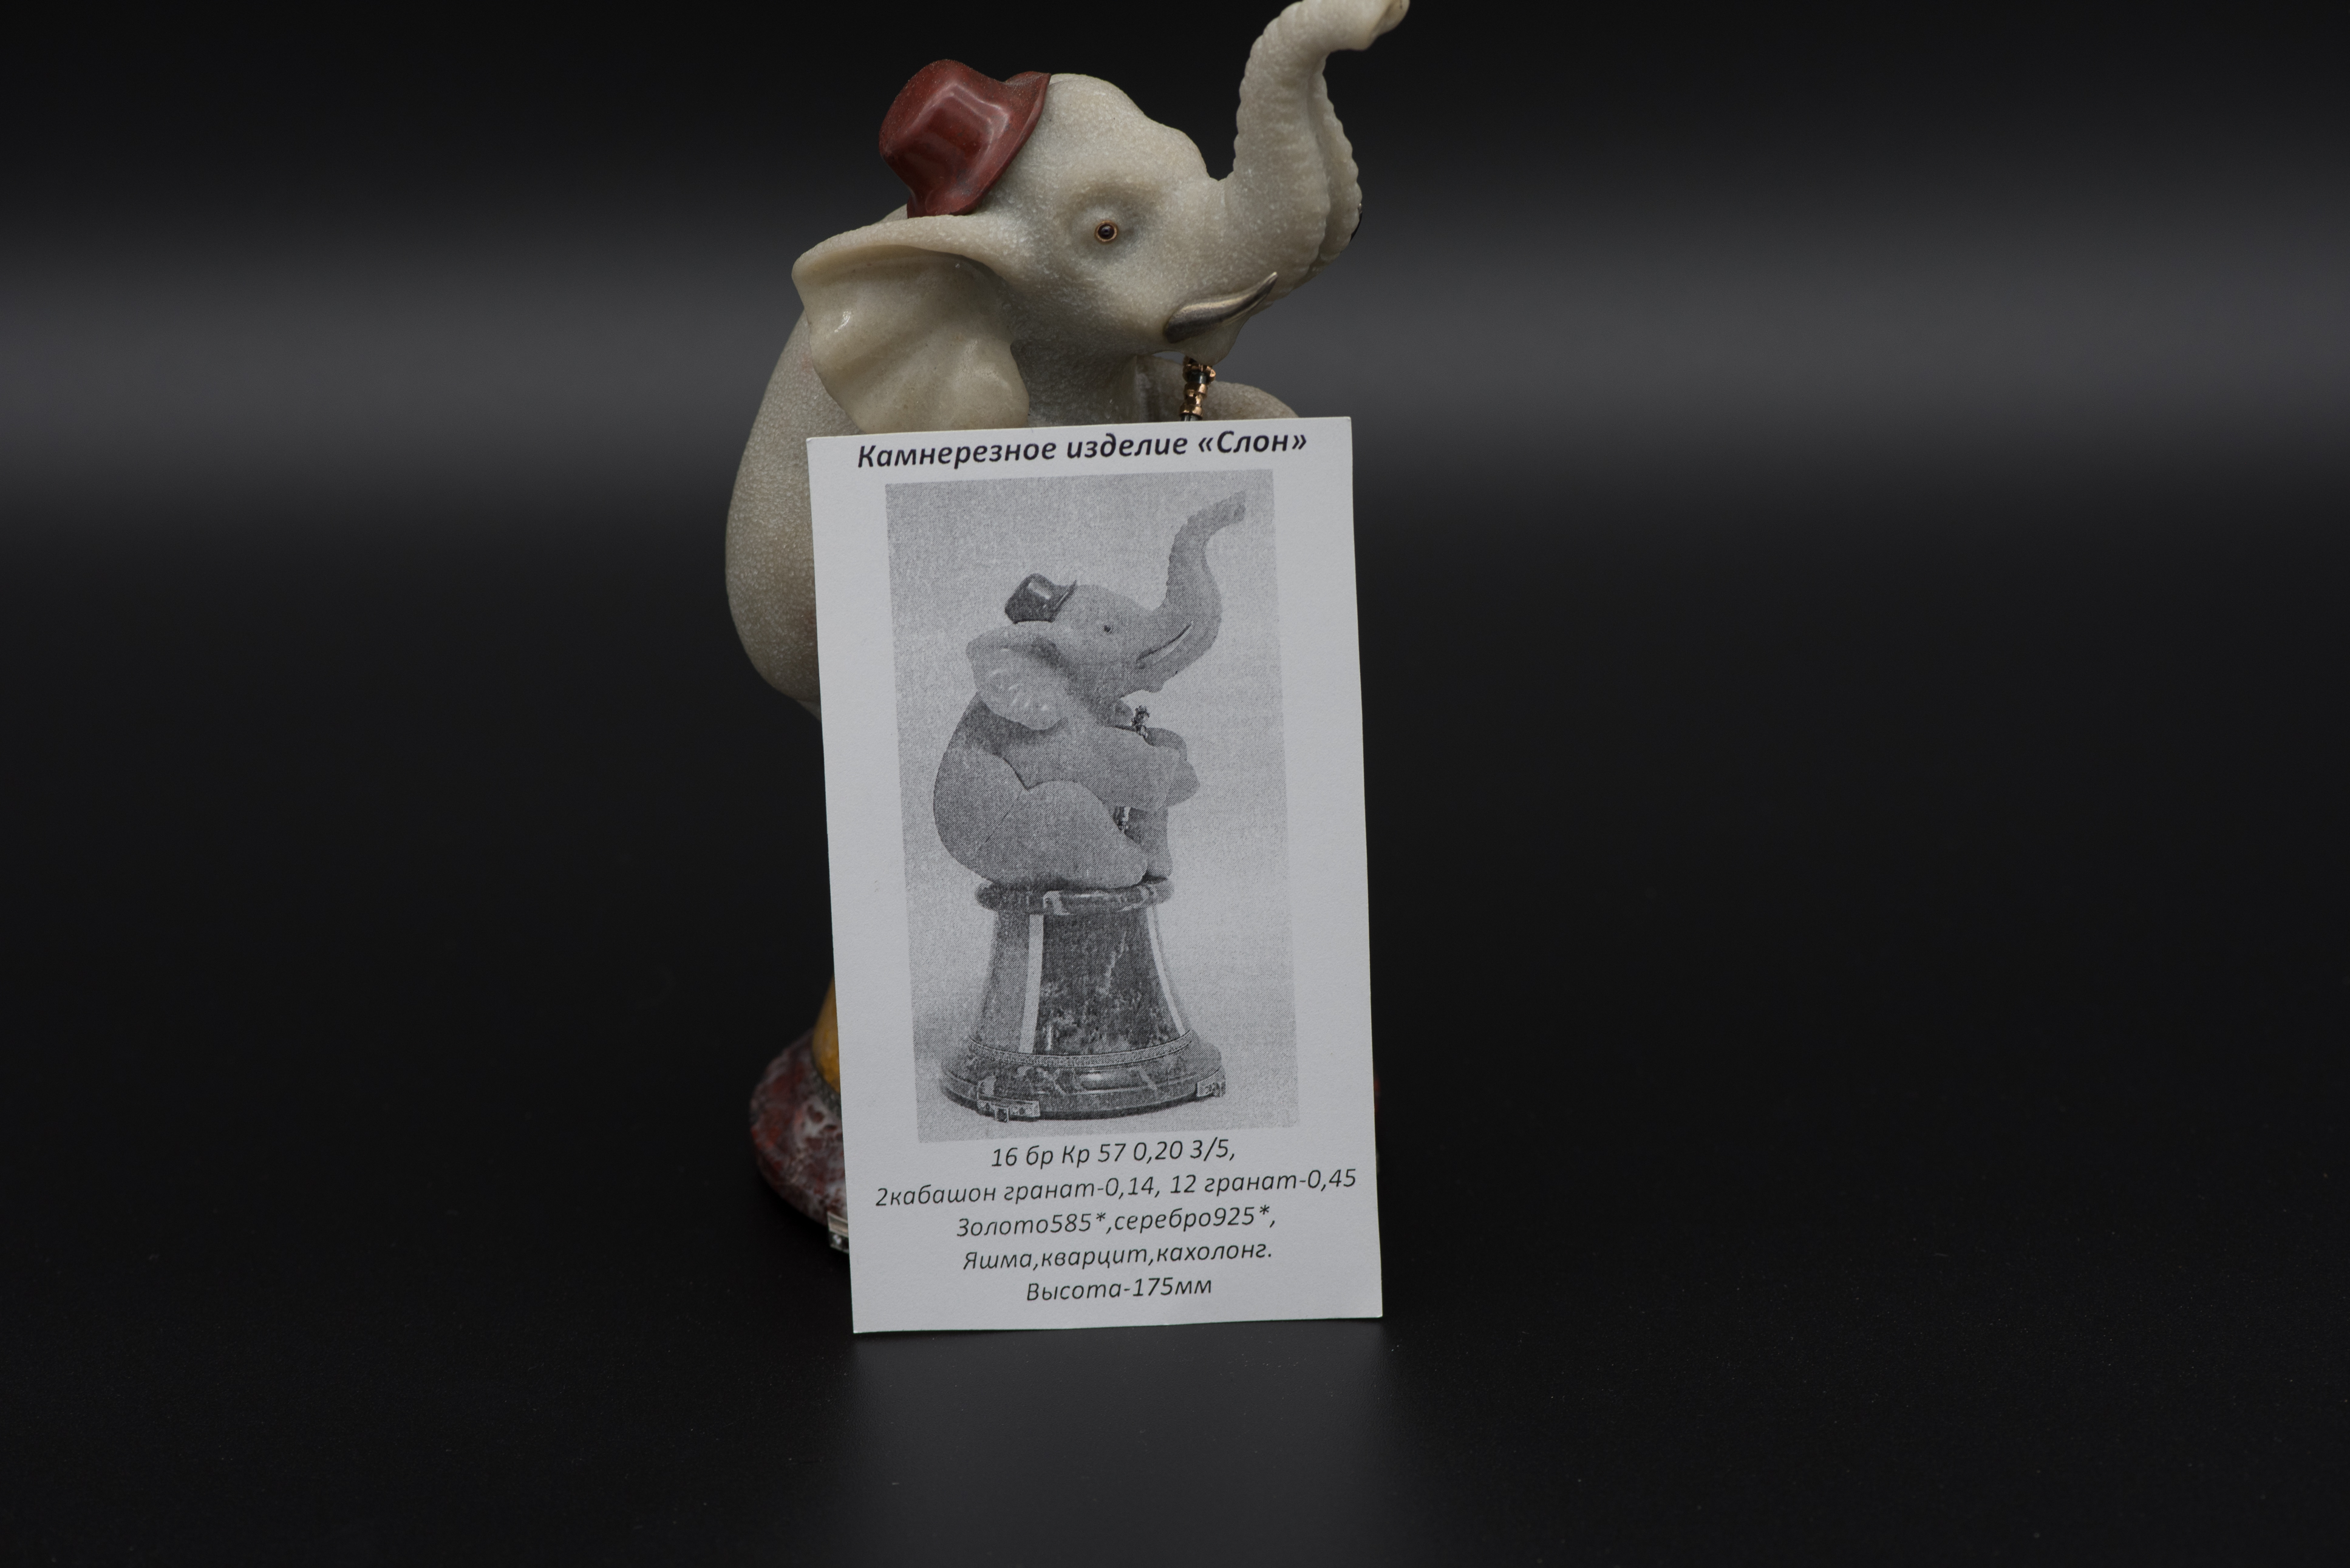 Камнерезное изделие «Слон»
16 бр Кр 57 0,20 3/5,
2кабашон гранат-0,14, 12 гранат-0,45
Золото585*,серебро925*,
Яшма,кварцит,кахолонг.
Высота-175мм